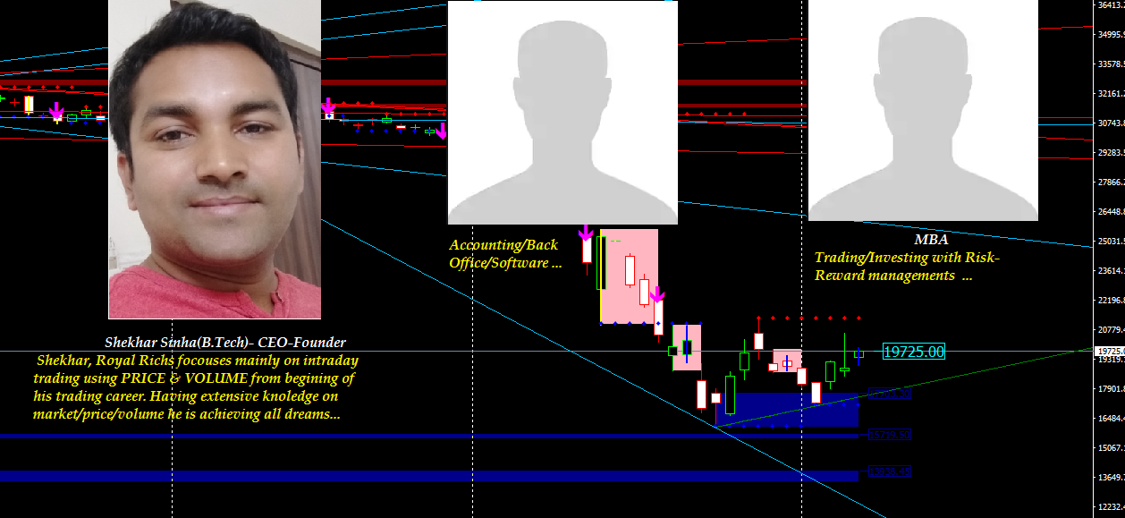 Shekhar Sinha(B.Tech)- CEO-Founder
Shekhar, Royal Richs focouses mainly on intraday
trading using PRICE & VOLUME from begining of
his trading career. Having extensive knoledge on
market/price/volume he is achieving all dreams...
Accounting/Back
Office/Software ...
MBA
Trading/Investing with Risk-
Reward managements ...
19725.00
36413.2
34995.9
33578.5
32161.2
30743.8
29283.5
27866.2
26448.8
25031.5
23614.1
22196.8
20779.4
19725.0
17901.8
16484.4
15067.1
13649.7
12232.4